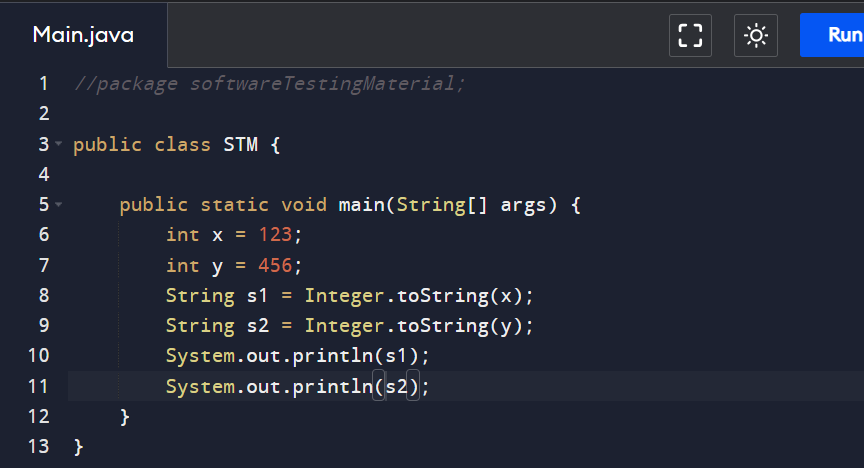 Main.java
Run
1 //package softwareTestingMaterial;
2
3 public class STM {
4
5     public static void main(String[] args) {
6         int x = 123;
7         int y = 456;
8         String s1 = Integer.toString(x);
9         String s2 = Integer.toString(y);
10         System.out.println(s1);
11         System.out.println(s2);
12     }
13 }